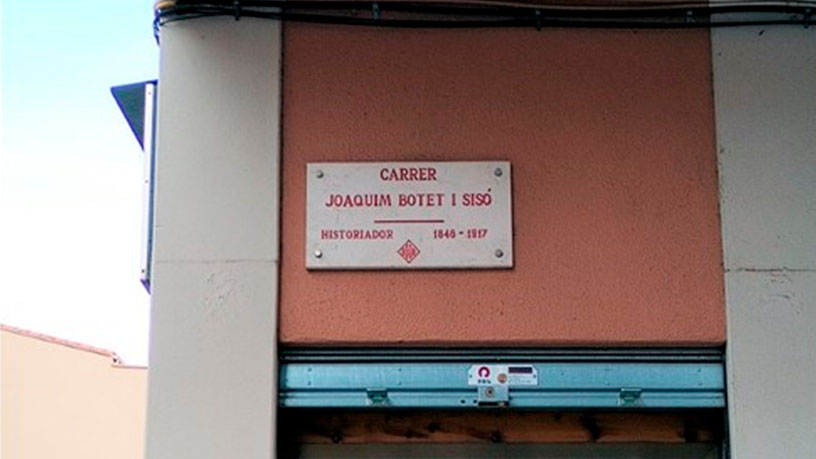 CARRER
JOAQUIM BOTET I SISÓ
HISTORIADOR 1846 - 1917